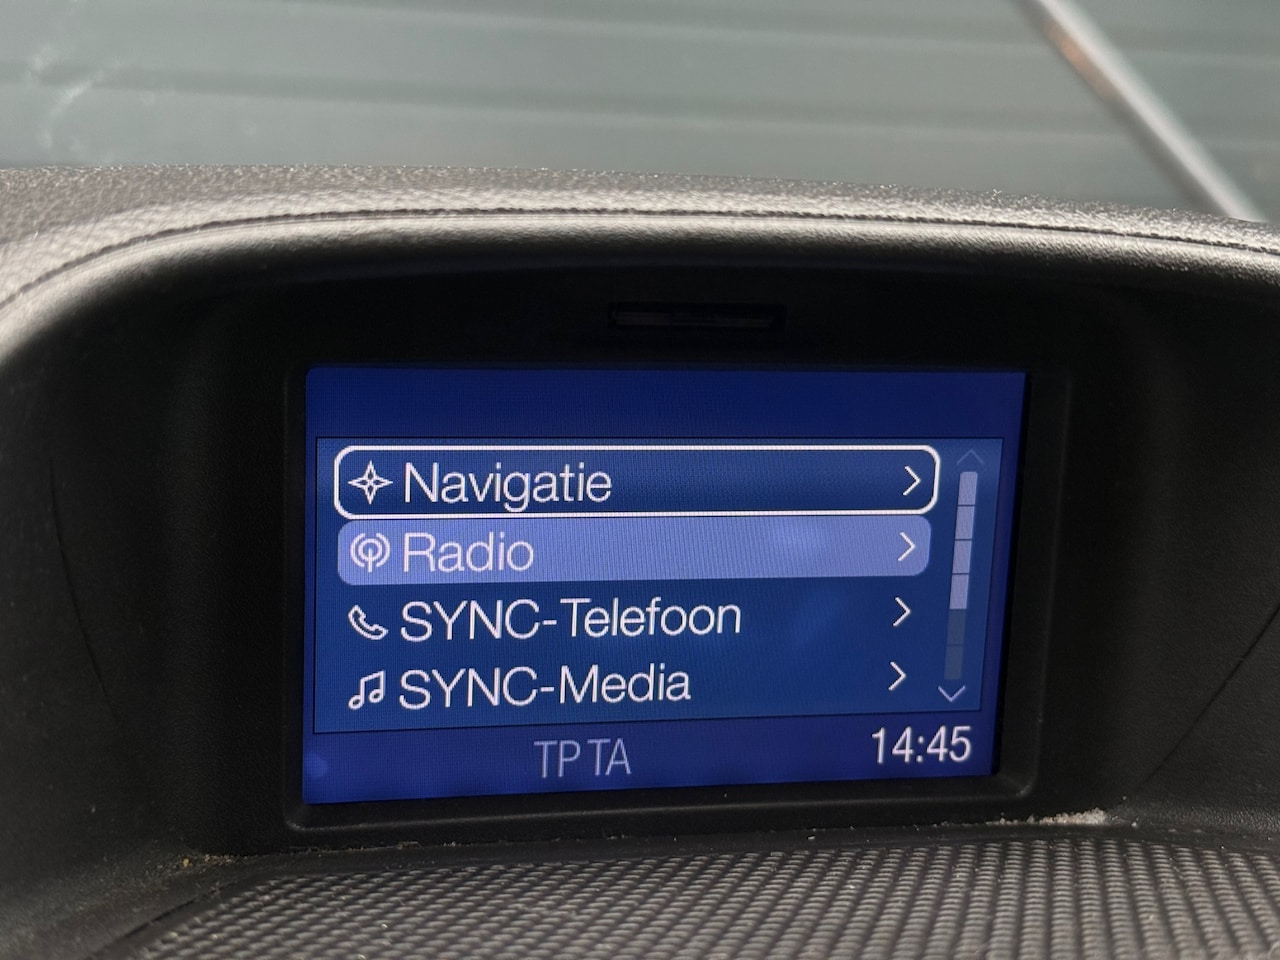 Navigatie
Radio
SYNC-Telefoon
SYNC-Media
TP TA
14:45